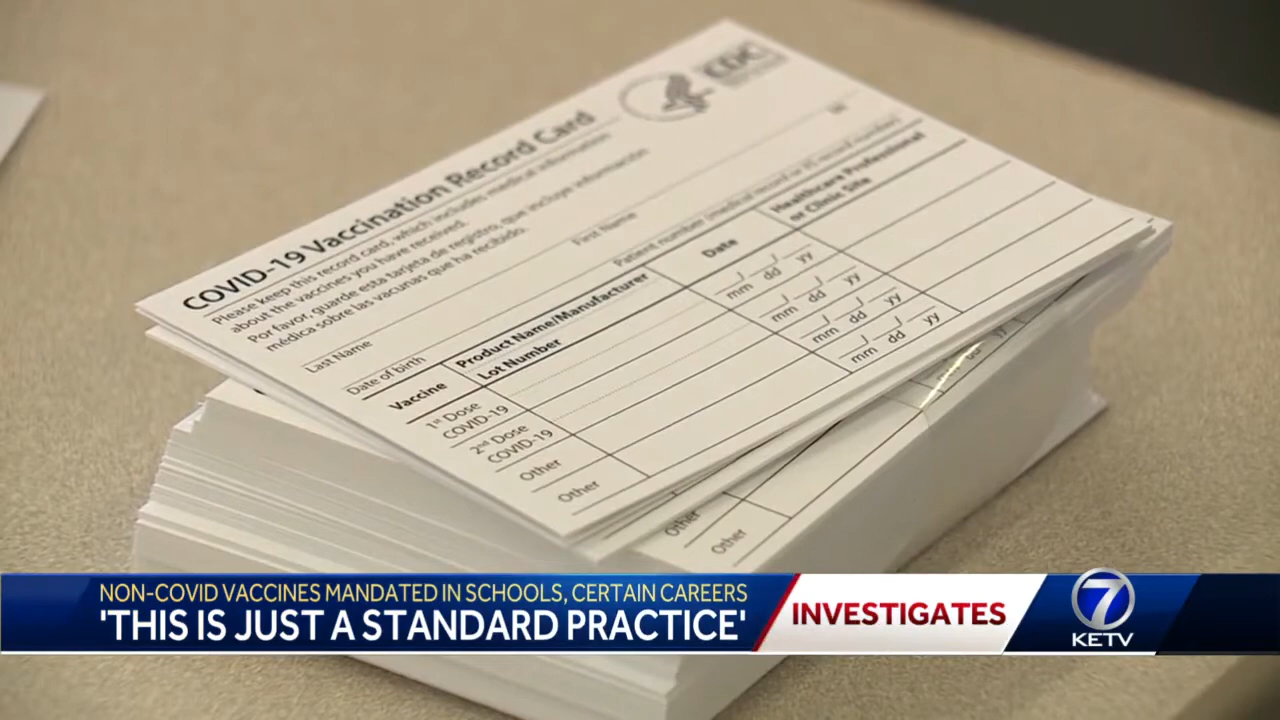 CDC
COVID-19 Vaccination Record Card
Please keep this record card, which includes medical information
about the vaccines you have received.
Por favor, guarde esta tarjeta de registro, que incluye información
médica sobre las vacunas que ha recibido.
Last Name
First Name
MI
Date of birth
Patient number (medical record or IIS record number)
Vaccine
Product Name/Manufacturer
Lot Number
Date
Healthcare Professional
or Clinic Site
1st Dose
COVID-19
mm dd yy
2nd Dose
COVID-19
mm dd yy
Other
mm dd yy
Other
mm dd yy
Other
Other
NON-COVID VACCINES MANDATED IN SCHOOLS, CERTAIN CAREERS
'THIS IS JUST A STANDARD PRACTICE'
INVESTIGATES
7
KETV